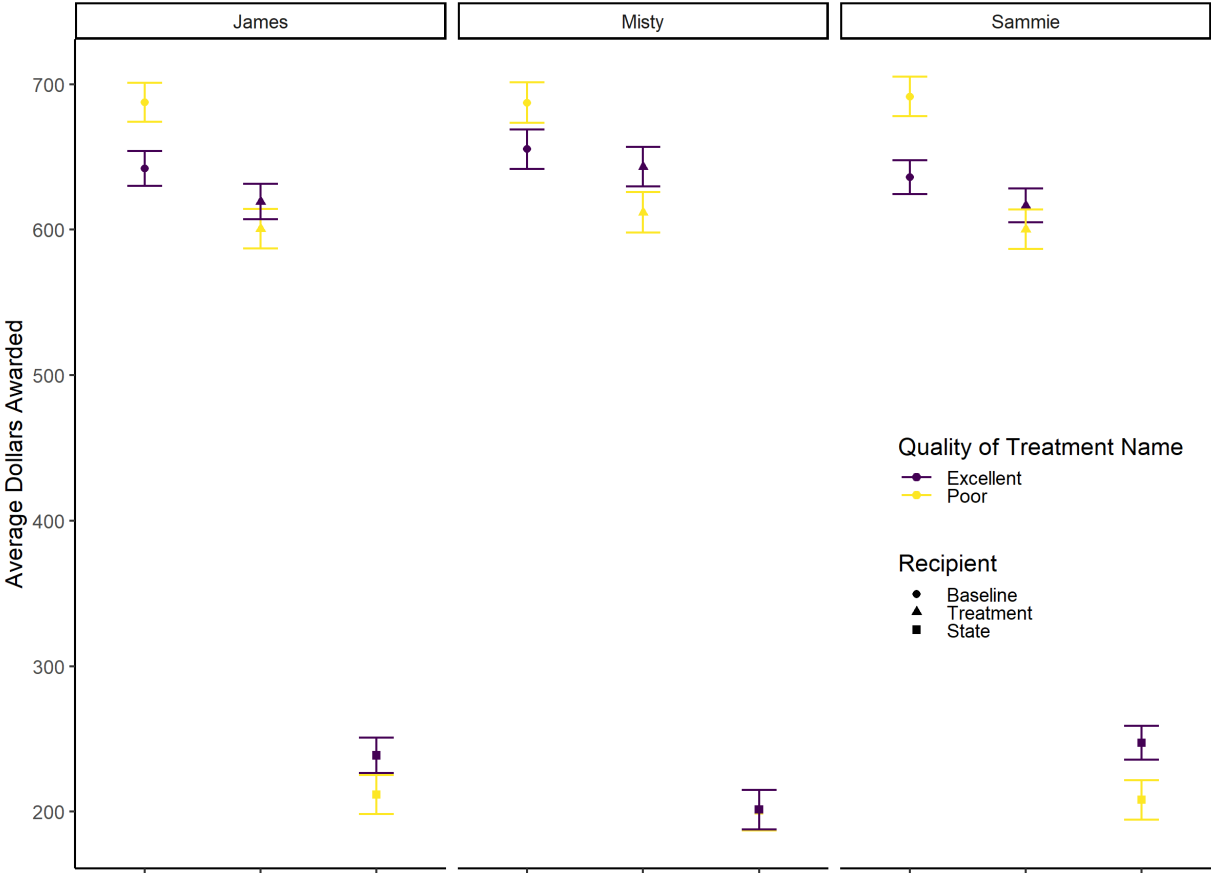 James
Misty
Sammie
Average Dollars Awarded
700
600
500
400
300
200
Quality of Treatment Name
Excellent
Poor
Recipient
Baseline
Treatment
State